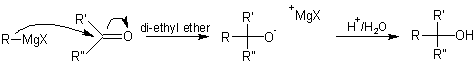 R–MgX R' R" O di-ethyl ether R' R O⁻ R" ⁺MgX H⁺/H₂O R' R OH R"